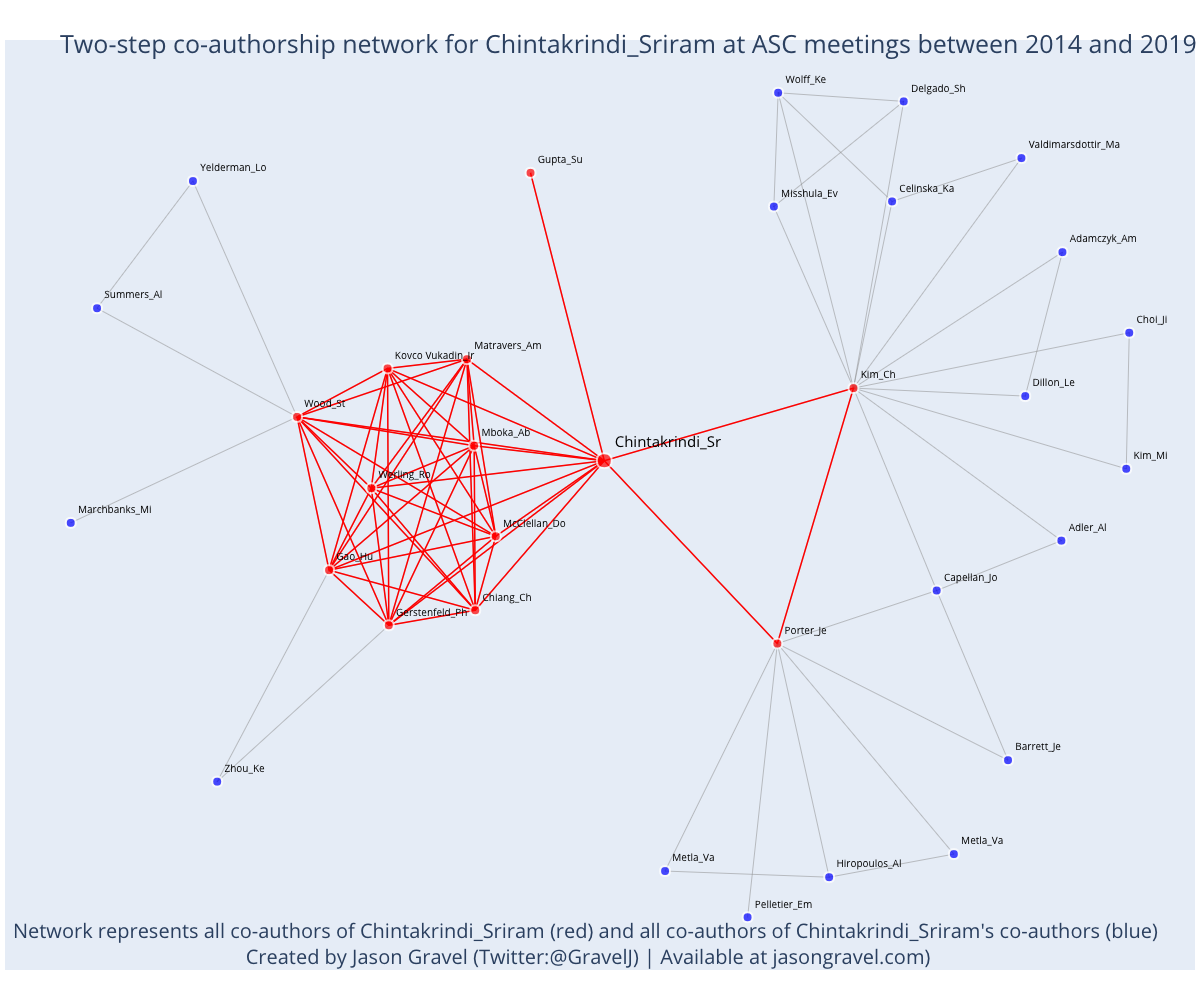 Two-step co-authorship network for Chintakrindi_Sriram at ASC meetings between 2014 and 2019
Wolff_Ke
Delgado_Sh
Valdimarsdottir_Ma
Gupta_Su
Yelderman_Lo
Misshula_Ev
Celinska_Ka
Adamczyk_Am
Summers_Al
Choi_Ji
Matravers_Am
Kovco Vukadin_Ir
Kim_Ch
Dillon_Le
Wood_St
Mboka_Ab
Chintakrindi_Sr
Kim_Mi
Werling_Ro
Marchbanks_Mi
McClellan_Do
Adler_Al
Gao_Hu
Capellan_Jo
Chiang_Ch
Gerstenfeld_Ph
Porter_Je
Barrett_Je
Zhou_Ke
Metla_Va
Metla_Va
Hiropoulos_Al
Pelletier_Em
Network represents all co-authors of Chintakrindi_Sriram (red) and all co-authors of Chintakrindi_Sriram's co-authors (blue)
Created by Jason Gravel (Twitter:@GravelJ) | Available at jasongravel.com)